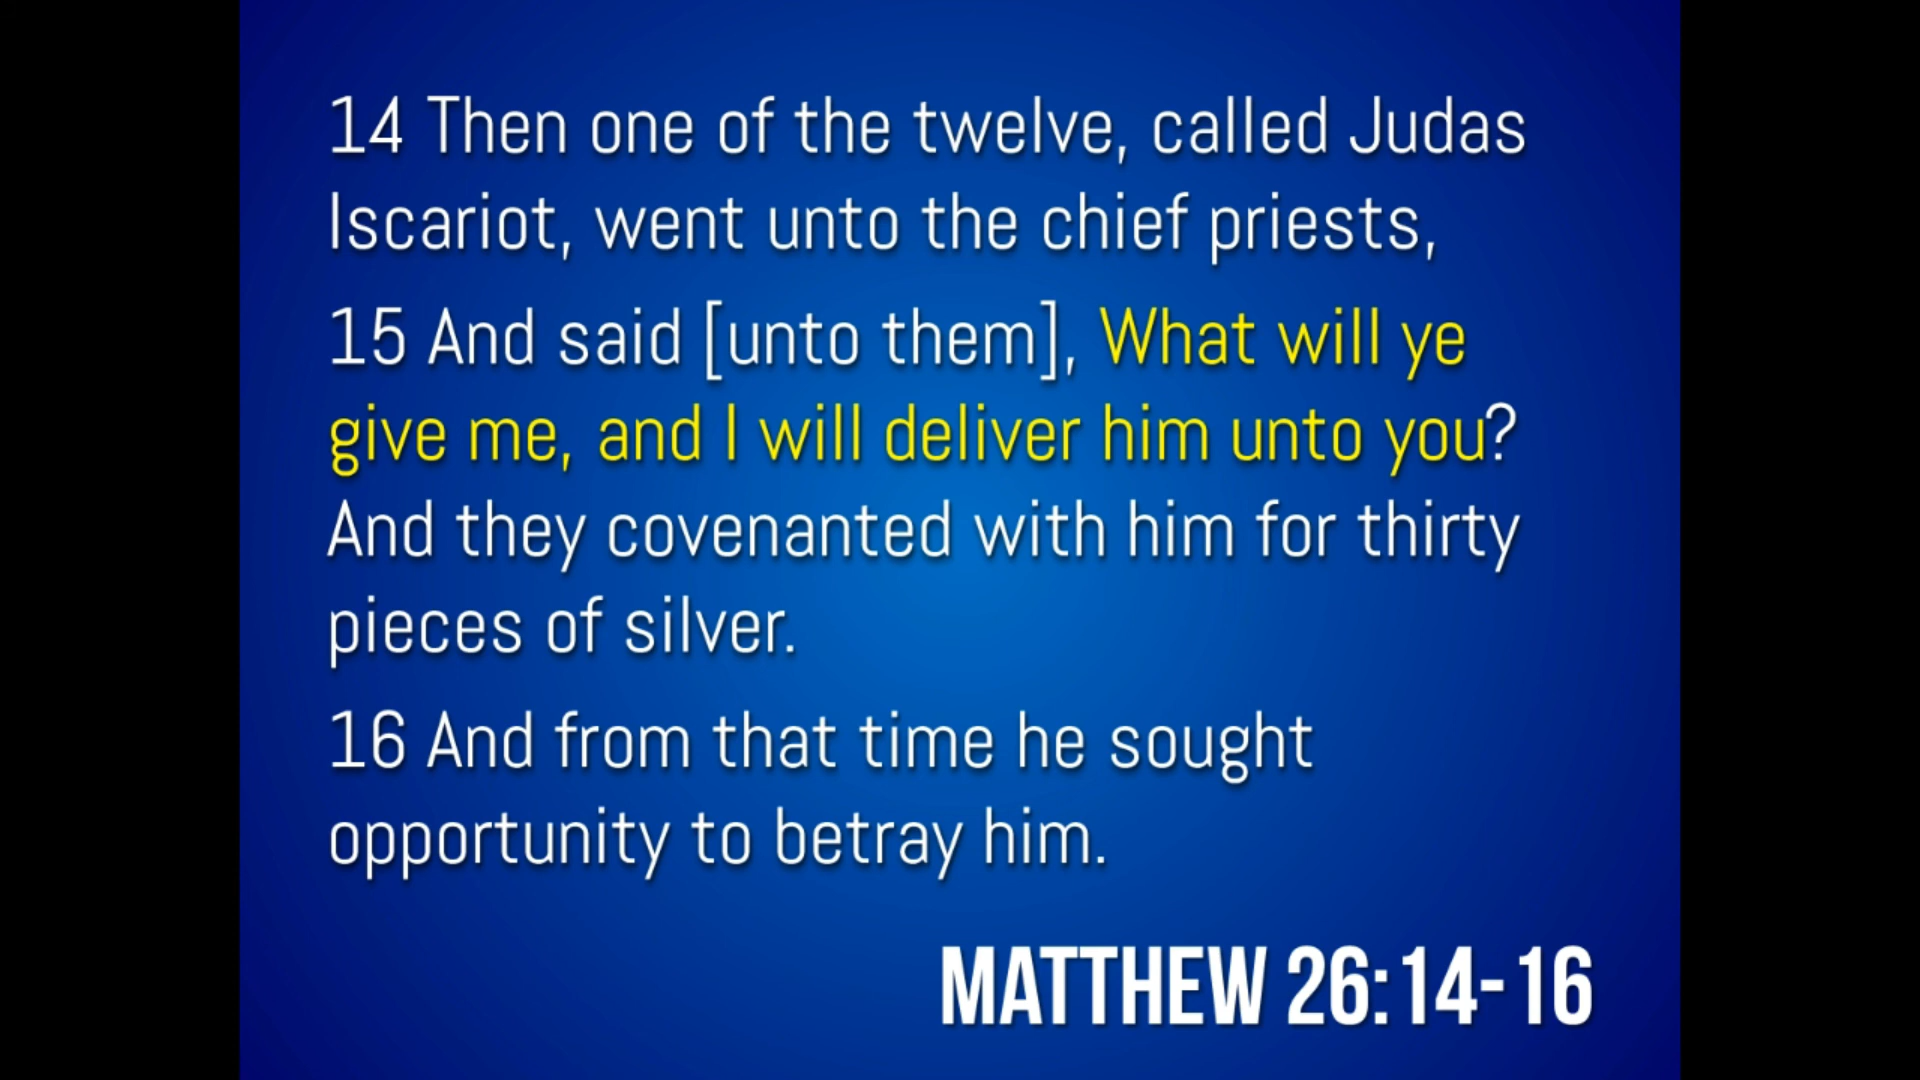 14 Then one of the twelve, called Judas
Iscariot, went unto the chief priests,
15 And said [unto them], What will ye
give me, and I will deliver him unto you?
And they covenanted with him for thirty
pieces of silver.
16 And from that time he sought
opportunity to betray him.
MATTHEW 26:14-16